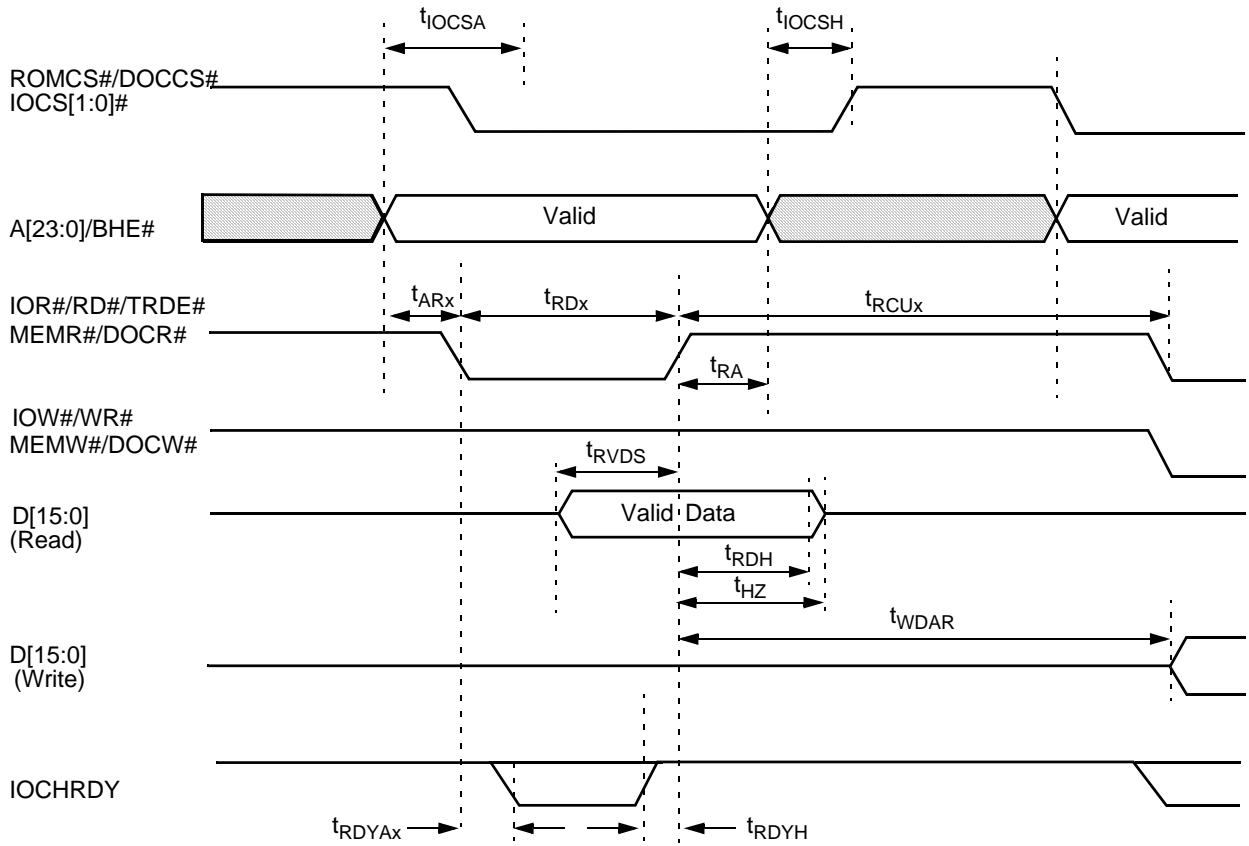 tIOCSA
tIOCSH
ROMCS#/DOCCS#
IOCS[1:0]#
A[23:0]/BHE#
Valid
Valid
IOR#/RD#/TRDE#
MEMR#/DOCR#
tARx
tRDx
tRCUx
tRA
IOW#/WR#
MEMW#/DOCW#
tRVDS
D[15:0]
(Read)
Valid Data
tRDH
tHZ
tWDAR
D[15:0]
(Write)
IOCHRDY
tRDYAx
tRDYH